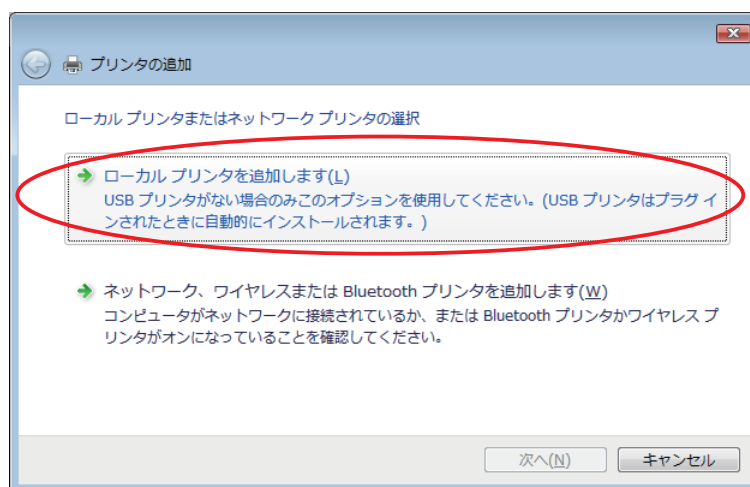 プリンタの追加
ローカル プリンタまたはネットワーク プリンタの選択
ローカル プリンタを追加します(L)
USB プリンタがない場合のみこのオプションを使用してください。(USB プリンタはプラグ イ
ンされたときに自動的にインストールされます。)
ネットワーク、ワイヤレスまたは Bluetooth プリンタを追加します(W)
コンピュータがネットワークに接続されているか、または Bluetooth プリンタかワイヤレス プ
リンタがオンになっていることを確認してください。
次へ(N) キャンセル